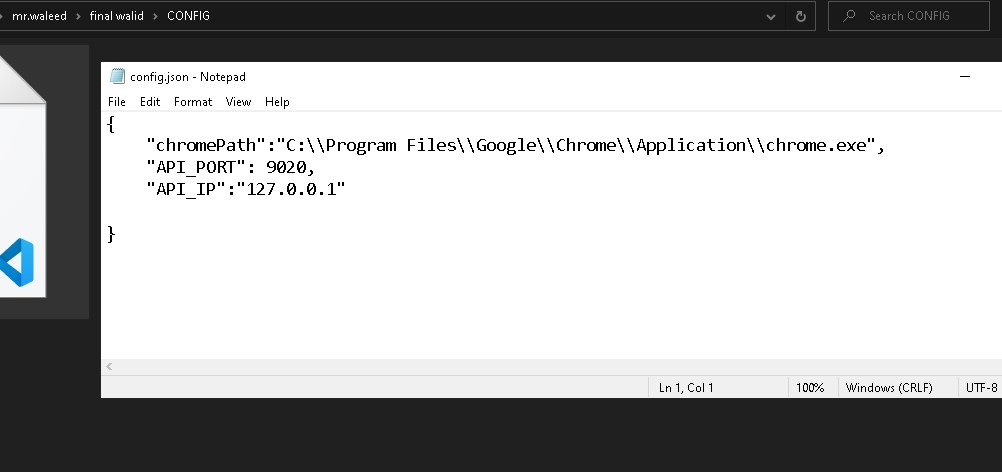 mr.waleed > final walid > CONFIG
Search CONFIG
config.json - Notepad
File Edit Format View Help
{
"chromePath":"C:\\Program Files\\Google\\Chrome\\Application\\chrome.exe",
"API_PORT": 9020,
"API_IP":"127.0.0.1"
}
Ln 1, Col 1 100% Windows (CRLF) UTF-8